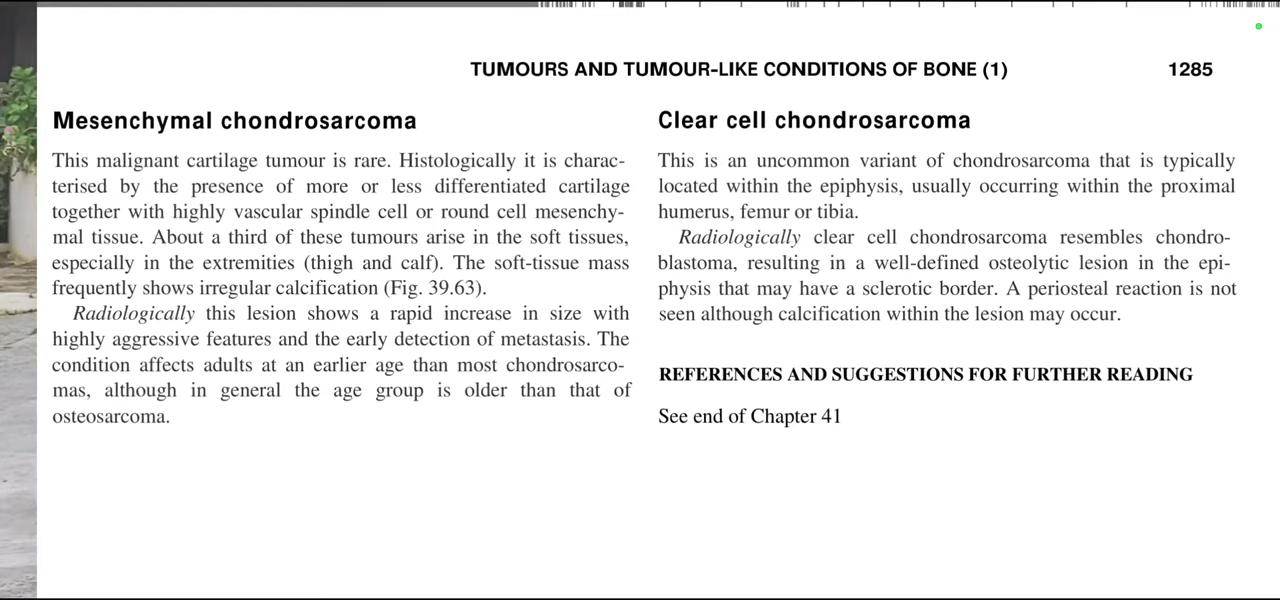 TUMOURS AND TUMOUR-LIKE CONDITIONS OF BONE (1) 1285
Mesenchymal chondrosarcoma
This malignant cartilage tumour is rare. Histologically it is charac-
terised by the presence of more or less differentiated cartilage
together with highly vascular spindle cell or round cell mesenchy-
mal tissue. About a third of these tumours arise in the soft tissues,
especially in the extremities (thigh and calf). The soft-tissue mass
frequently shows irregular calcification (Fig. 39.63).
Radiologically this lesion shows a rapid increase in size with
highly aggressive features and the early detection of metastasis. The
condition affects adults at an earlier age than most chondrosarco-
mas, although in general the age group is older than that of
osteosarcoma.
Clear cell chondrosarcoma
This is an uncommon variant of chondrosarcoma that is typically
located within the epiphysis, usually occurring within the proximal
humerus, femur or tibia.
Radiologically clear cell chondrosarcoma resembles chondro-
blastoma, resulting in a well-defined osteolytic lesion in the epi-
physis that may have a sclerotic border. A periosteal reaction is not
seen although calcification within the lesion may occur.
REFERENCES AND SUGGESTIONS FOR FURTHER READING
See end of Chapter 41